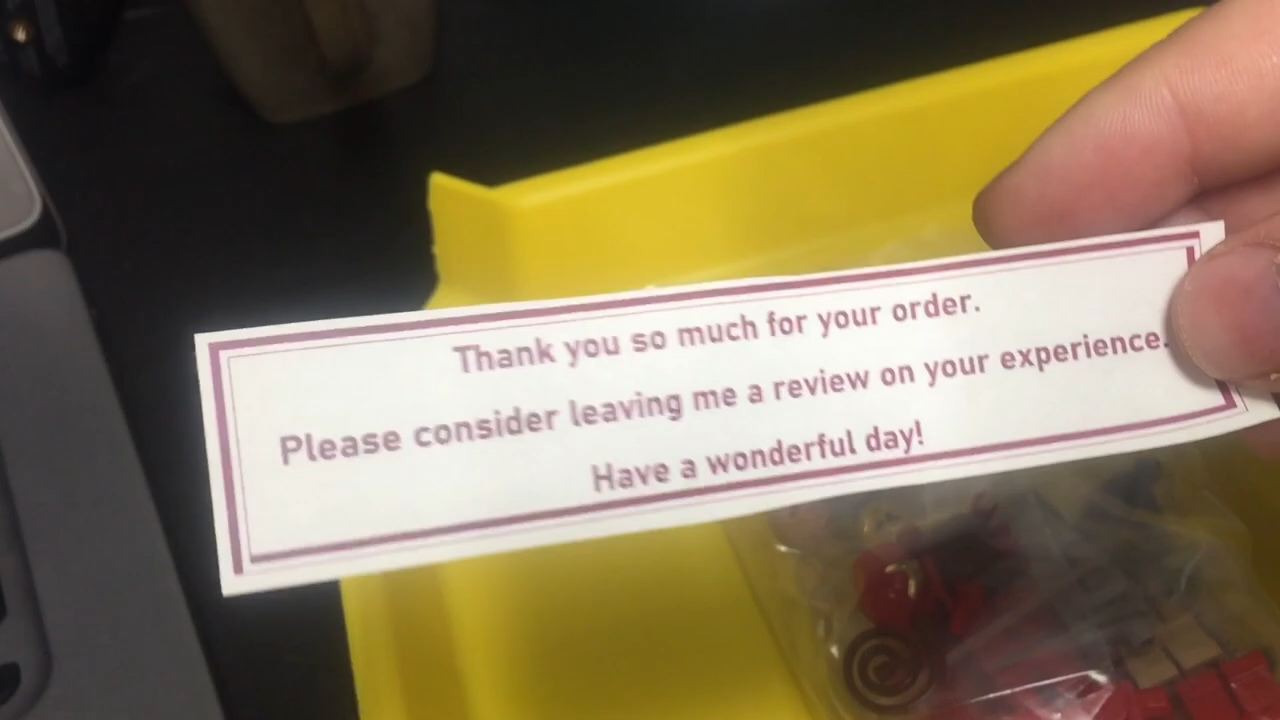 Thank you so much for your order.
Please consider leaving me a review on your experience.
Have a wonderful day!